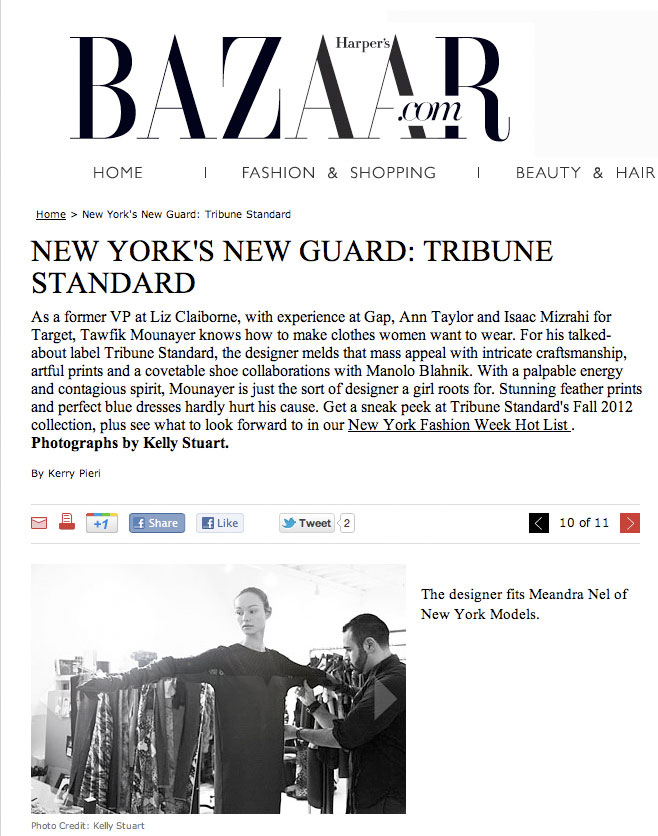 Harper's
BAZAAR
.com
HOME | FASHION & SHOPPING | BEAUTY & HAIR
Home > New York's New Guard: Tribune Standard
NEW YORK'S NEW GUARD: TRIBUNE
STANDARD
As a former VP at Liz Claiborne, with experience at Gap, Ann Taylor and Isaac Mizrahi for
Target, Tawfik Mounayer knows how to make clothes women want to wear. For his talked-
about label Tribune Standard, the designer melds that mass appeal with intricate craftsmanship,
artful prints and a covetable shoe collaborations with Manolo Blahnik. With a palpable energy
and contagious spirit, Mounayer is just the sort of designer a girl roots for. Stunning feather prints
and perfect blue dresses hardly hurt his cause. Get a sneak peek at Tribune Standard's Fall 2012
collection, plus see what to look forward to in our New York Fashion Week Hot List .
Photographs by Kelly Stuart.
By Kerry Pieri
+1 Share Like Tweet 2 10 of 11
The designer fits Meandra Nel of
New York Models.
Photo Credit: Kelly Stuart